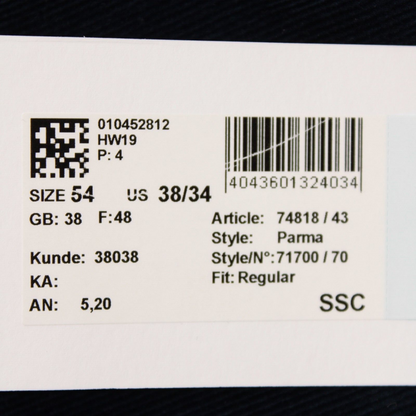 010452812
HW19
P: 4
4043601324034
SIZE 54 US 38/34
GB: 38 F:48
Article: 74818 / 43
Style: Parma
Kunde: 38038
Style/N°:71700 / 70
KA:
Fit: Regular
AN: 5,20
SSC